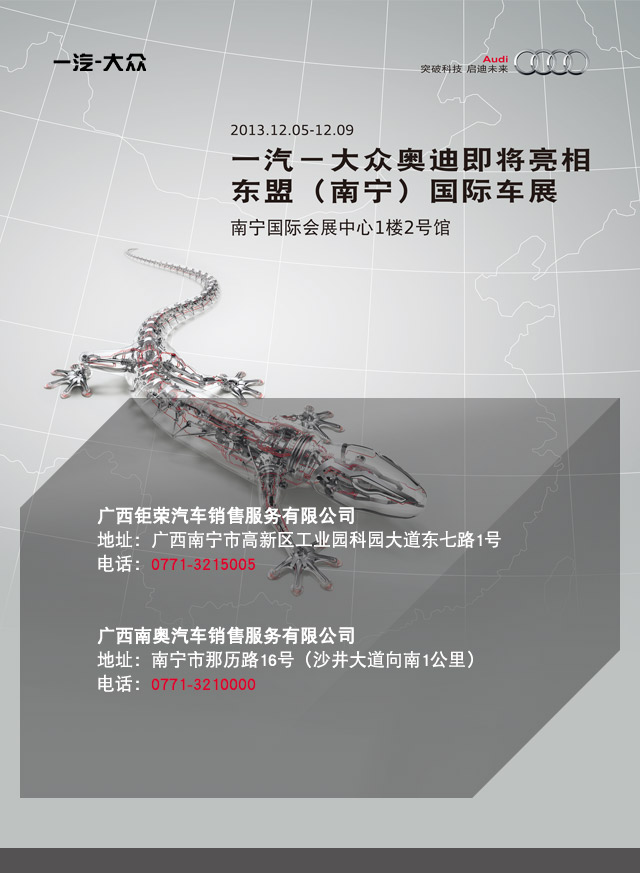 一汽-大众
Audi
突破科技 启迪未来
2013.12.05-12.09
一汽－大众奥迪即将亮相
东盟（南宁）国际车展
南宁国际会展中心1楼2号馆
广西钜荣汽车销售服务有限公司
地址：广西南宁市高新区工业园科园大道东七路1号
电话：0771-3215005
广西南奥汽车销售服务有限公司
地址：南宁市那历路16号（沙井大道向南1公里）
电话：0771-3210000